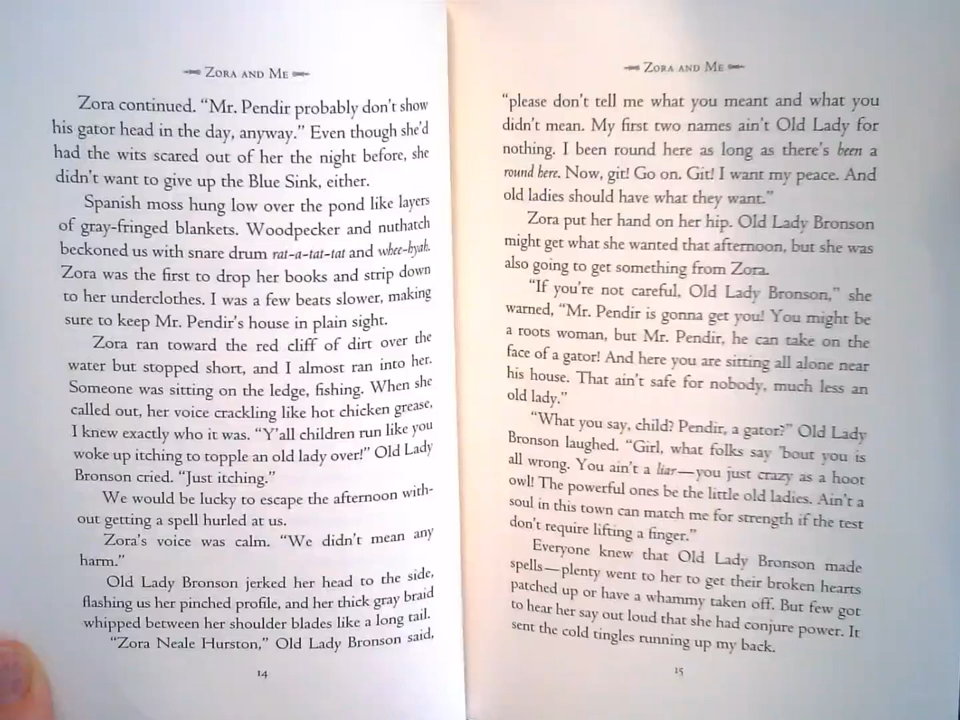 ZORA AND ME
Zora continued. “Mr. Pendir probably don’t show
his gator head in the day, anyway.” Even though she’d
had the wits scared out of her the night before, she
didn’t want to give up the Blue Sink, either.
Spanish moss hung low over the pond like layers
of gray-fringed blankets. Woodpecker and nuthatch
beckoned us with snare drum rat-a-tat-tat and whee-hyah.
Zora was the first to drop her books and strip down
to her underclothes. I was a few beats slower, making
sure to keep Mr. Pendir’s house in plain sight.
Zora ran toward the red cliff of dirt over the
water but stopped short, and I almost ran into her.
Someone was sitting on the ledge, fishing. When she
called out, her voice crackling like hot chicken grease,
I knew exactly who it was. “Y’all children run like you
woke up itching to topple an old lady over!” Old Lady
Bronson cried. “Just itching.”
We would be lucky to escape the afternoon with-
out getting a spell hurled at us.
Zora’s voice was calm. “We didn’t mean any
harm.”
Old Lady Bronson jerked her head to the side,
flashing us her pinched profile, and her thick gray braid
whipped between her shoulder blades like a long tail.
“Zora Neale Hurston,” Old Lady Bronson said,
14
ZORA AND ME
“please don’t tell me what you meant and what you
didn’t mean. My first two names ain’t Old Lady for
nothing. I been round here as long as there’s been a
round here. Now, git! Go on. Git! I want my peace. And
old ladies should have what they want.”
Zora put her hand on her hip. Old Lady Bronson
might get what she wanted that afternoon, but she was
also going to get something from Zora.
“If you’re not careful, Old Lady Bronson,” she
warned, “Mr. Pendir is gonna get you! You might be
a roots woman, but Mr. Pendir, he can take on the
face of a gator! And here you are sitting all alone near
his house. That ain’t safe for nobody, much less an
old lady.”
“What you say, child? Pendir, a gator?” Old Lady
Bronson laughed. “Girl, what folks say ’bout you is
all wrong. You ain’t a liar—you just crazy as a hoot
owl! The powerful ones be the little old ladies. Ain’t a
soul in this town can match me for strength if the test
don’t require lifting a finger.”
Everyone knew that Old Lady Bronson made
spells—plenty went to her to get their broken hearts
patched up or have a whammy taken off. But few got
to hear her say out loud that she had conjure power. It
sent the cold tingles running up my back.
15